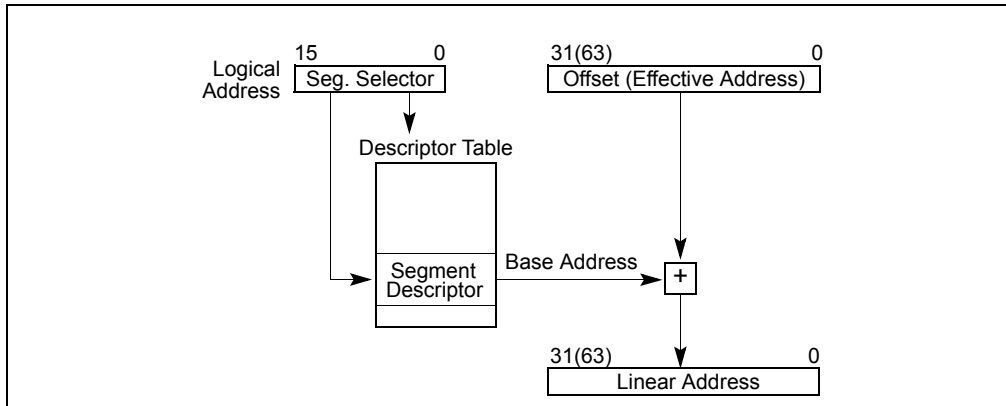 15 0
31(63) 0
Logical
Address
Seg. Selector
Offset (Effective Address)
Descriptor Table
Base Address
Segment
Descriptor
+
31(63) 0
Linear Address